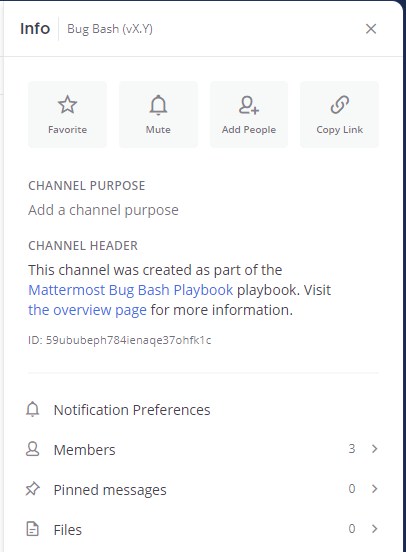 Info Bug Bash (vX.Y)
Favorite Mute Add People Copy Link
CHANNEL PURPOSE
Add a channel purpose
CHANNEL HEADER
This channel was created as part of the
Mattermost Bug Bash Playbook playbook. Visit
the overview page for more information.
ID: 59ububeph784ienaqe37ohfk1c
Notification Preferences
Members 3
Pinned messages 0
Files 0